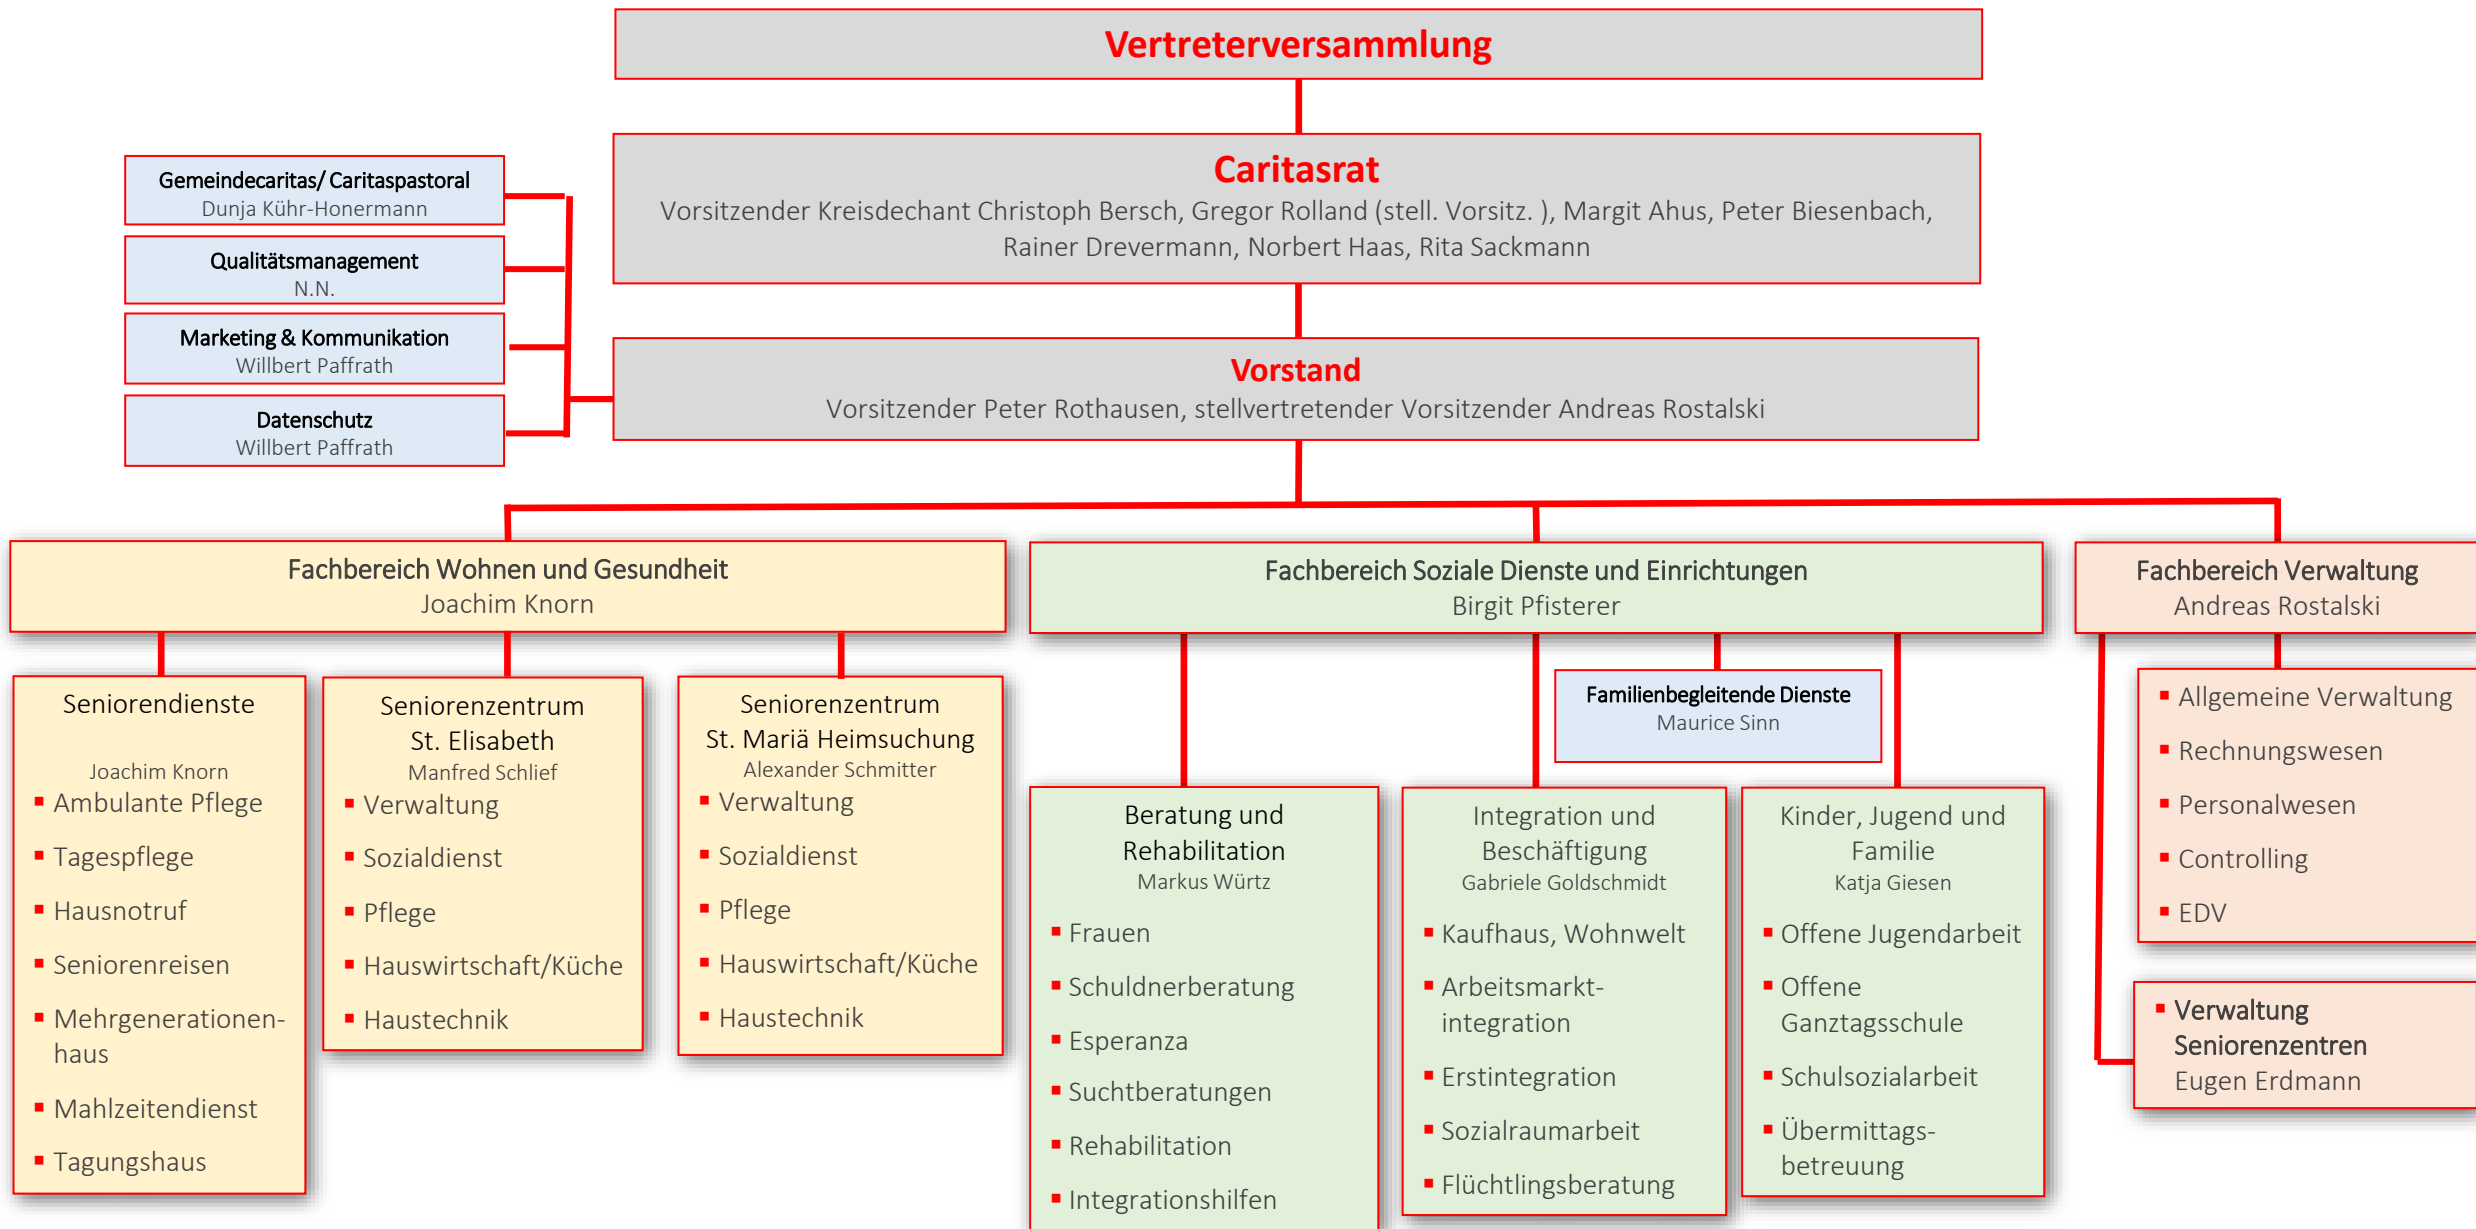 Vertreterversammlung
Caritasrat
Vorsitzender Kreisdechant Christoph Bersch, Gregor Rolland (stell. Vorsitz. ), Margit Ahus, Peter Biesenbach,
Rainer Drevermann, Norbert Haas, Rita Sackmann
Gemeindecaritas/ Caritaspastoral
Dunja Kühr-Honermann
Qualitätsmanagement
N.N.
Marketing & Kommunikation
Willbert Paffrath
Datenschutz
Willbert Paffrath
Vorstand
Vorsitzender Peter Rothausen, stellvertretender Vorsitzender Andreas Rostalski
Fachbereich Wohnen und Gesundheit
Joachim Knorn
Seniorendienste
Joachim Knorn
▪ Ambulante Pflege
▪ Tagespflege
▪ Hausnotruf
▪ Seniorenreisen
▪ Mehrgenerationen-
haus
▪ Mahlzeitendienst
▪ Tagungshaus
Seniorenzentrum
St. Elisabeth
Manfred Schlief
▪ Verwaltung
▪ Sozialdienst
▪ Pflege
▪ Hauswirtschaft/Küche
▪ Haustechnik
Seniorenzentrum
St. Mariä Heimsuchung
Alexander Schmitter
▪ Verwaltung
▪ Sozialdienst
▪ Pflege
▪ Hauswirtschaft/Küche
▪ Haustechnik
Fachbereich Soziale Dienste und Einrichtungen
Birgit Pfisterer
Familienbegleitende Dienste
Maurice Sinn
Beratung und
Rehabilitation
Markus Würtz
▪ Frauen
▪ Schuldnerberatung
▪ Esperanza
▪ Suchtberatungen
▪ Rehabilitation
▪ Integrationshilfen
Integration und
Beschäftigung
Gabriele Goldschmidt
▪ Kaufhaus, Wohnwelt
▪ Arbeitsmarkt-
integration
▪ Erstintegration
▪ Sozialraumarbeit
▪ Flüchtlingsberatung
Kinder, Jugend und
Familie
Katja Giesen
▪ Offene Jugendarbeit
▪ Offene
Ganztagsschule
▪ Schulsozialarbeit
▪ Übermittags-
betreuung
Fachbereich Verwaltung
Andreas Rostalski
▪ Allgemeine Verwaltung
▪ Rechnungswesen
▪ Personalwesen
▪ Controlling
▪ EDV
▪ Verwaltung
Seniorenzentren
Eugen Erdmann